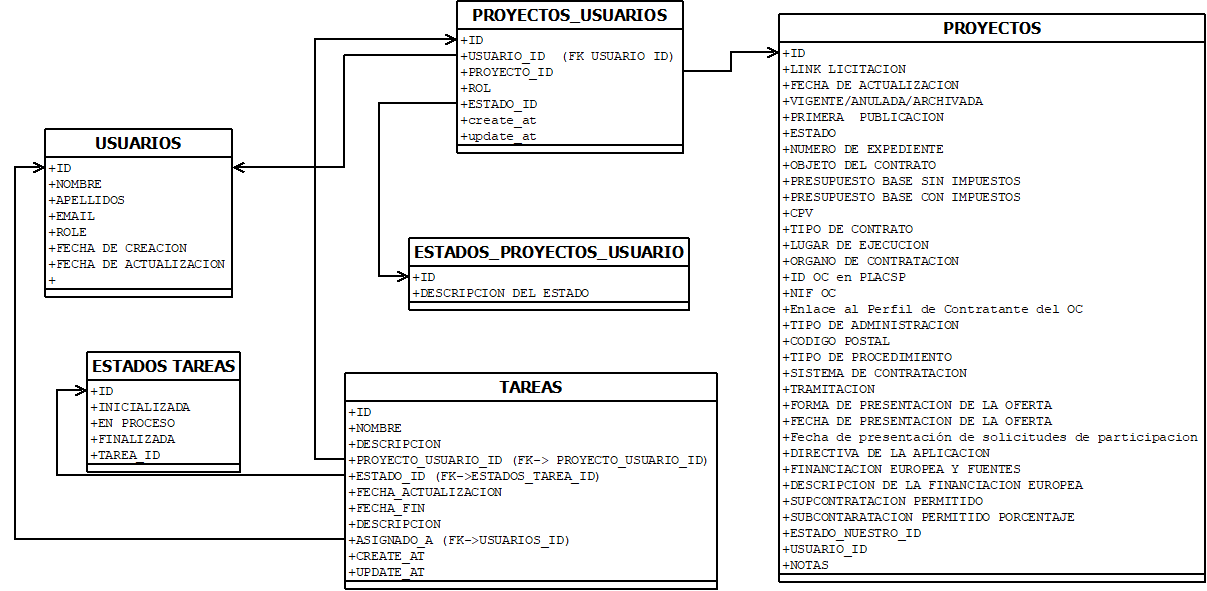 PROYECTOS_USUARIOS
+ID
+USUARIO_ID  (FK USUARIO ID)
+PROYECTO_ID
+ROL
+ESTADO_ID
+create_at
+update_at
PROYECTOS
+ID
+LINK LICITACION
+FECHA DE ACTUALIZACION
+VIGENTE/ANULADA/ARCHIVADA
+PRIMERA  PUBLICACION
+ESTADO
+NUMERO DE EXPEDIENTE
+OBJETO DEL CONTRATO
+PRESUPUESTO BASE SIN IMPUESTOS
+PRESUPUESTO BASE CON IMPUESTOS
+CPV
+TIPO DE CONTRATO
+LUGAR DE EJECUCION
+ORGANO DE CONTRATACION
+ID OC en PLACSP
+NIF OC
+Enlace al Perfil de Contratante del OC
+TIPO DE ADMINISTRACION
+CODIGO POSTAL
+TIPO DE PROCEDIMIENTO
+SISTEMA DE CONTRATACION
+TRAMITACION
+FORMA DE PRESENTACION DE LA OFERTA
+FECHA DE PRESENTACION DE LA OFERTA
+Fecha de presentación de solicitudes de participacion
+DIRECTIVA DE LA APLICACION
+FINANCIACION EUROPEA Y FUENTES
+DESCRIPCION DE LA FINANCIACION EUROPEA
+SUPCONTRATACION PERMITIDO
+SUBCONTARATACION PERMITIDO PORCENTAJE
+ESTADO_NUESTRO_ID
+USUARIO_ID
+NOTAS
USUARIOS
+ID
+NOMBRE
+APELLIDOS
+EMAIL
+ROLE
+FECHA DE CREACION
+FECHA DE ACTUALIZACION
+
ESTADOS_PROYECTOS_USUARIO
+ID
+DESCRIPCION DEL ESTADO
ESTADOS TAREAS
+ID
+INICIALIZADA
+EN PROCESO
+FINALIZADA
+TAREA_ID
TAREAS
+ID
+NOMBRE
+DESCRIPCION
+PROYECTO_USUARIO_ID (FK-> PROYECTO_USUARIO_ID)
+ESTADO_ID (FK->ESTADOS_TAREA_ID)
+FECHA_ACTUALIZACION
+FECHA_FIN
+DESCRIPCION
+ASIGNADO_A (FK->USUARIOS_ID)
+CREATE_AT
+UPDATE_AT